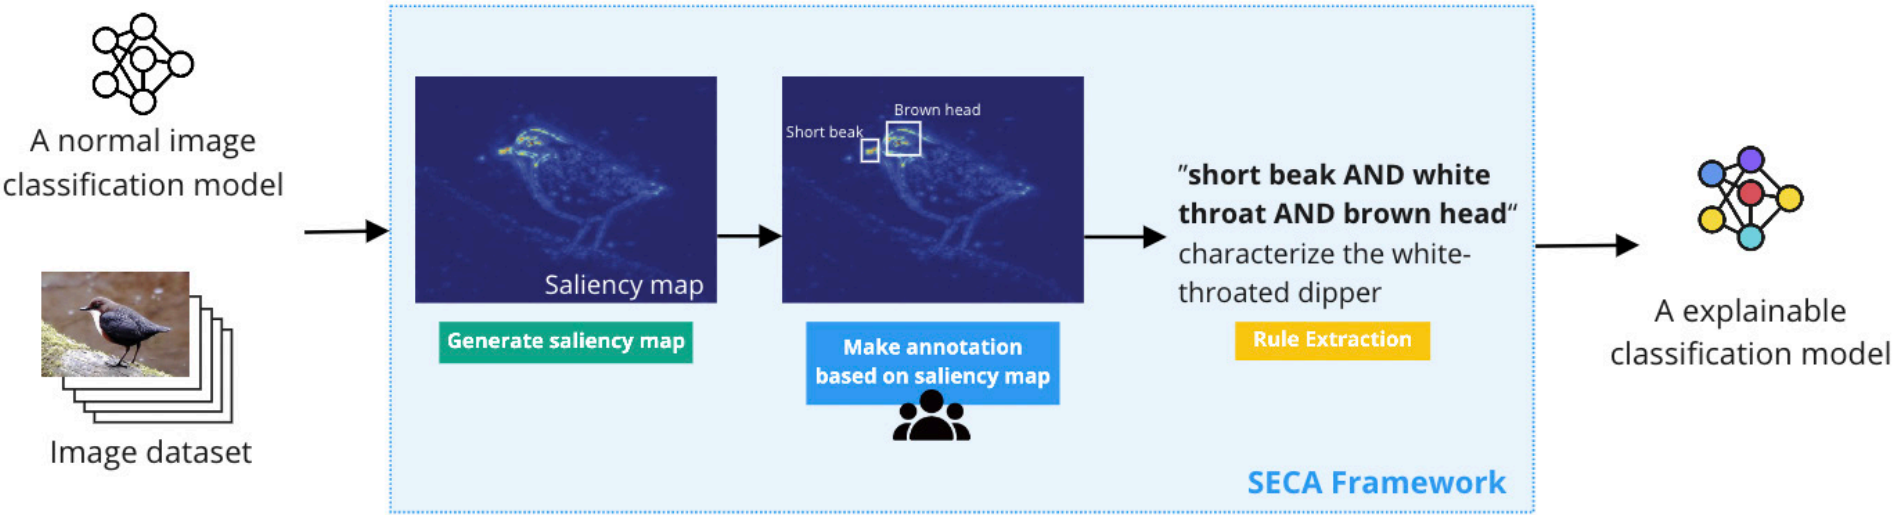 A normal image
classification model
Image dataset
Saliency map
Generate saliency map
Brown head
Short beak
Make annotation
based on saliency map
”short beak AND white
throat AND brown head“
characterize the white-
throated dipper
Rule Extraction
SECA Framework
A explainable
classification model